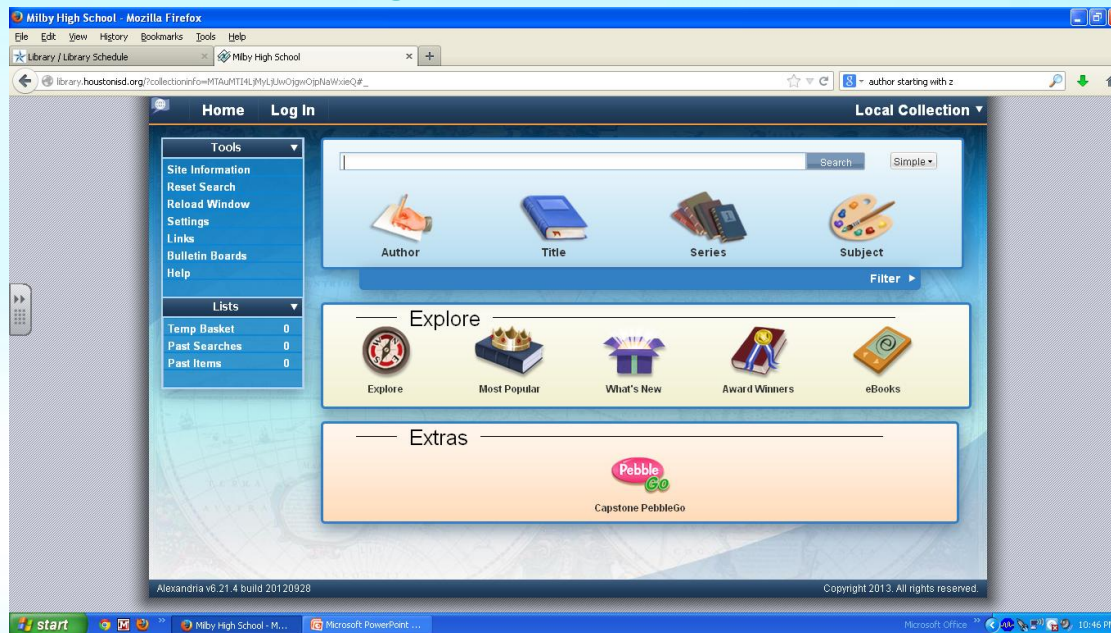 Milby High School - Mozilla Firefox
File Edit View History Bookmarks Tools Help
Library / Library Schedule
Milby High School
library.houstonisd.org/?collectioninfo=
author starting with z
Home Log In
Local Collection
Tools
Site Information
Reset Search
Reload Window
Settings
Links
Bulletin Boards
Help
Lists
Temp Basket 0
Past Searches 0
Past Items 0
Search
Simple
Author
Title
Series
Subject
Filter
Explore
Explore
Most Popular
What's New
Award Winners
eBooks
Extras
Pebble
Go
Capstone PebbleGo
Alexandria v6.21.4 build 20120928
Copyright 2013. All rights reserved.
start
Milby High School - M...
Microsoft PowerPoint ...
Microsoft Office
10:46 P